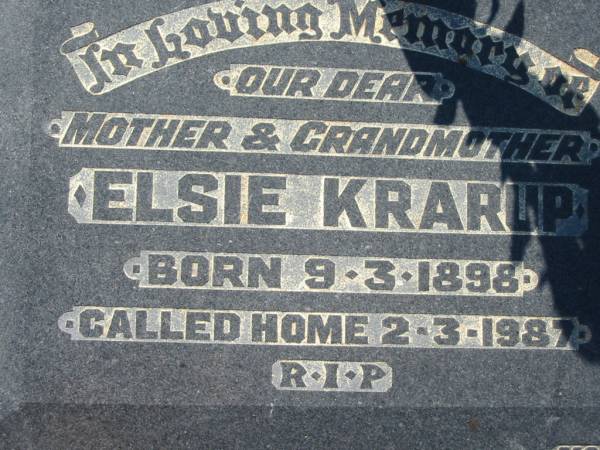 In Loving Memory of
OUR DEAR
MOTHER & GRANDMOTHER
ELSIE KRARUP
BORN 9·3·1898
CALLED HOME 2·3·1987
R·I·P